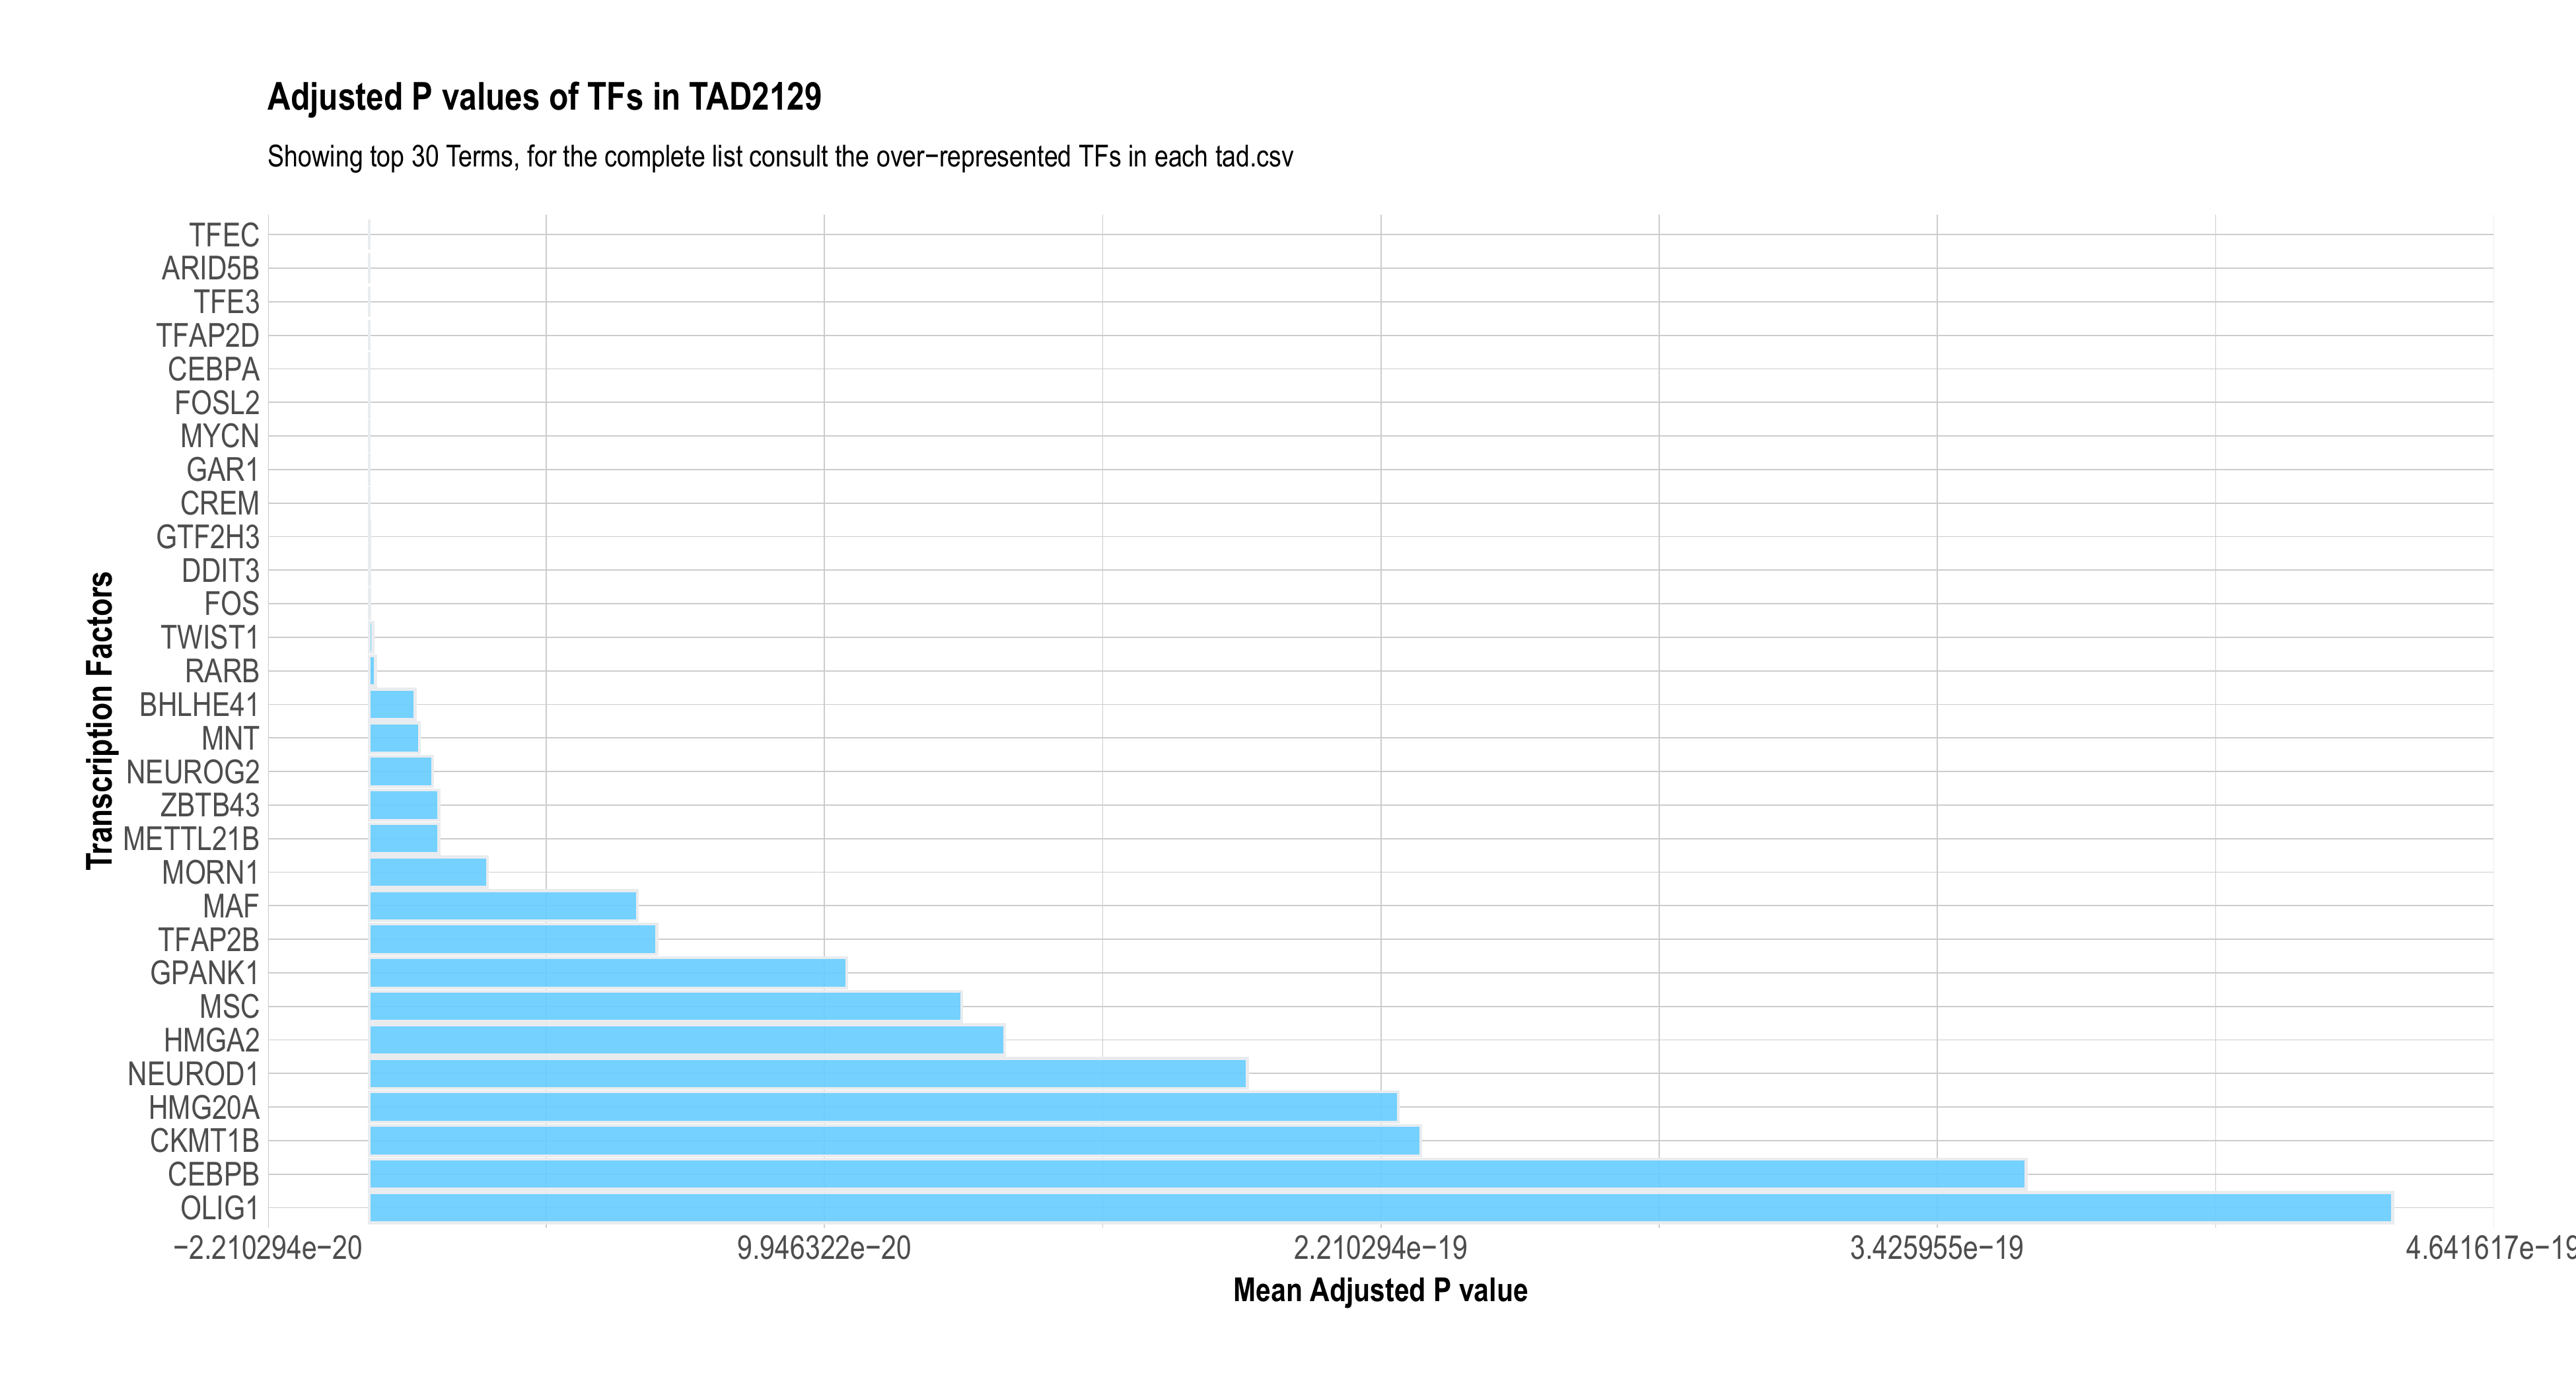 Adjusted P values of TFs in TAD2129
Showing top 30 Terms, for the complete list consult the over−represented TFs in each tad.csv
Transcription Factors
TFEC
ARID5B
TFE3
TFAP2D
CEBPA
FOSL2
MYCN
GAR1
CREM
GTF2H3
DDIT3
FOS
TWIST1
RARB
BHLHE41
MNT
NEUROG2
ZBTB43
METTL21B
MORN1
MAF
TFAP2B
GPANK1
MSC
HMGA2
NEUROD1
HMG20A
CKMT1B
CEBPB
OLIG1
−2.210294e−20 9.946322e−20 2.210294e−19 3.425955e−19 4.641617e−19
Mean Adjusted P value